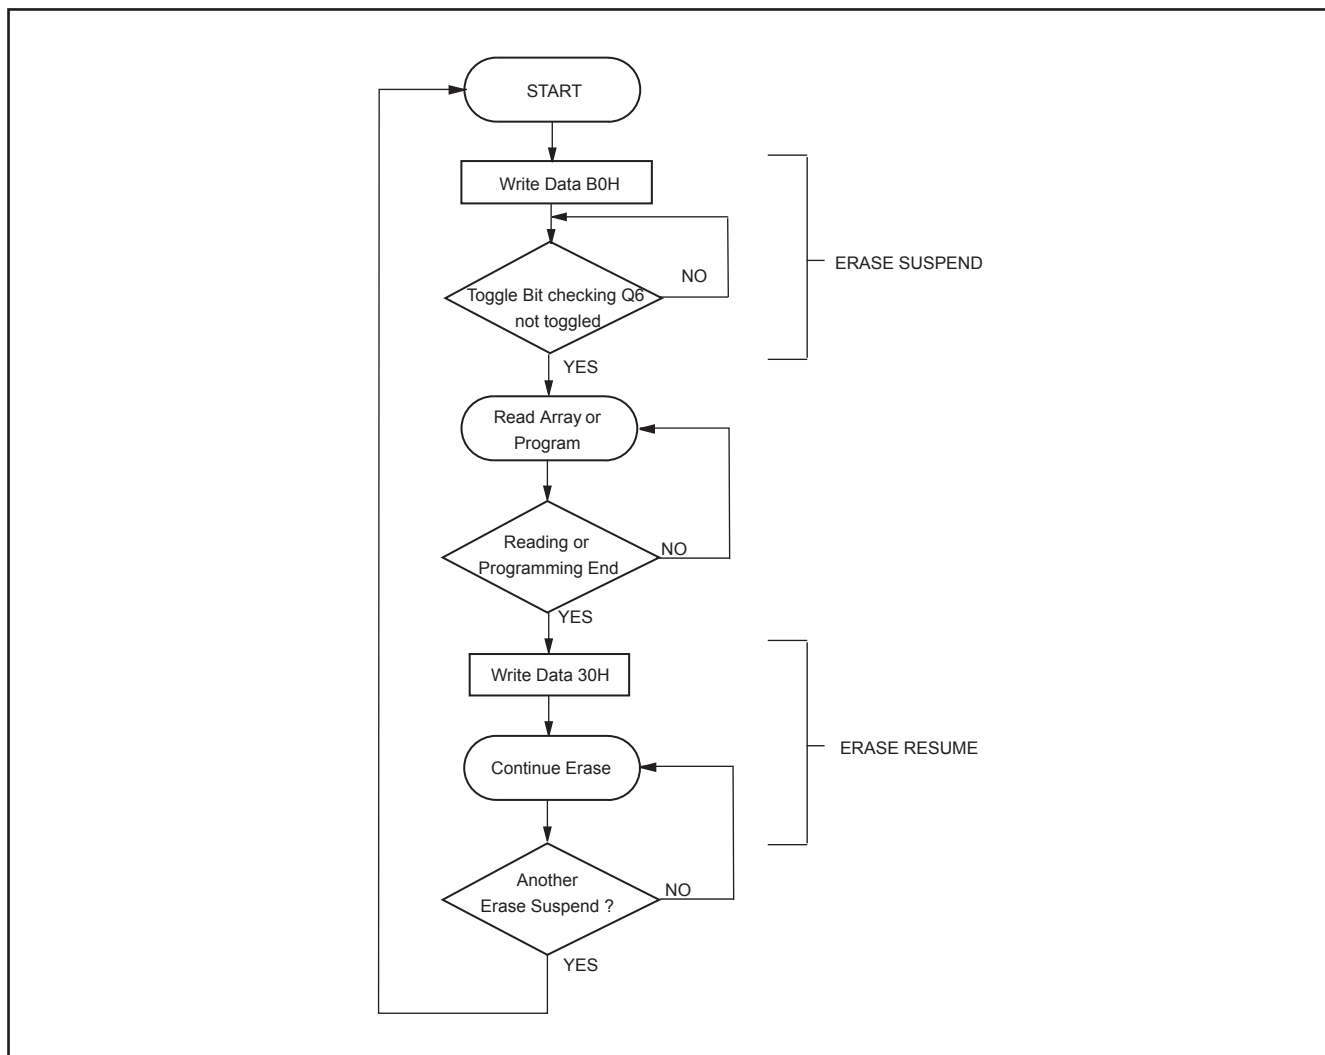 START
Write Data B0H
ERASE SUSPEND
NO
Toggle Bit checking Q6
not toggled
YES
Read Array or
Program
Reading or
Programming End
NO
YES
Write Data 30H
ERASE RESUME
Continue Erase
Another
Erase Suspend ?
NO
YES